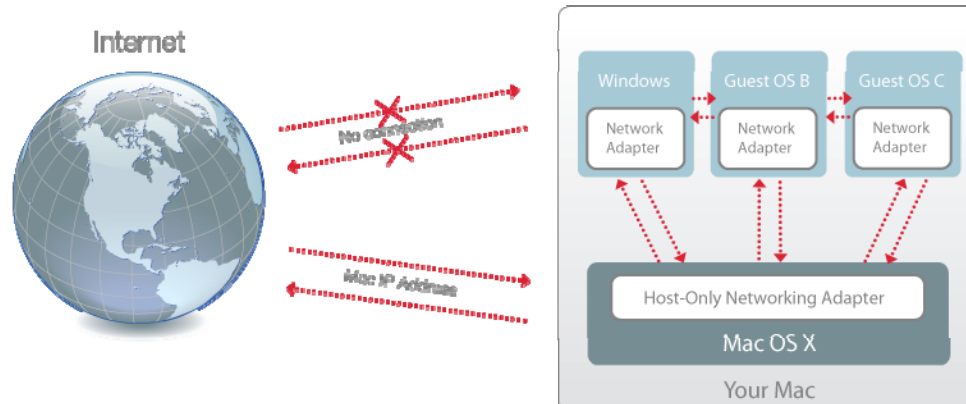 Internet
No connection
Mac IP Address
Windows
Guest OS B
Guest OS C
Network
Adapter
Network
Adapter
Network
Adapter
Host-Only Networking Adapter
Mac OS X
Your Mac